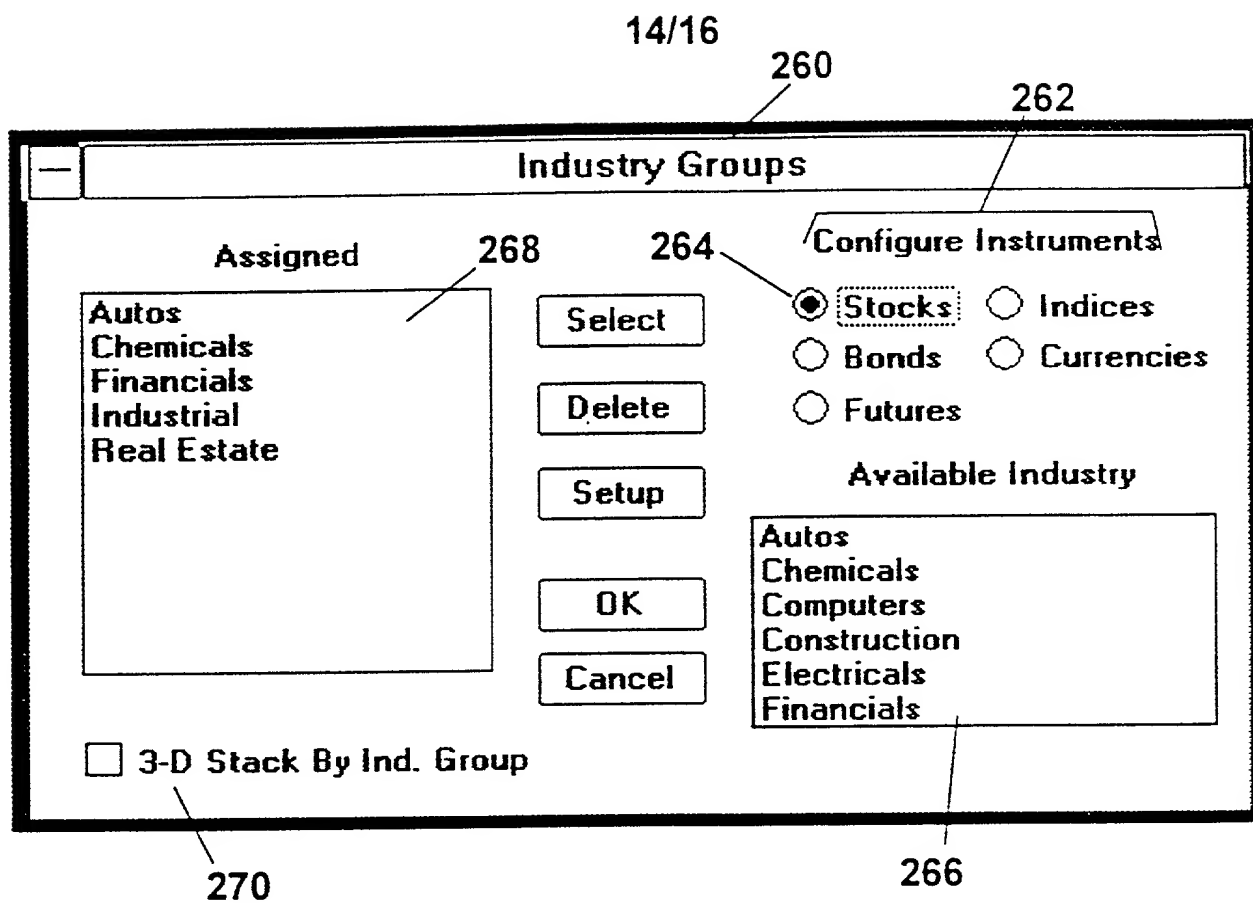 14/16
260
262
Industry Groups
Assigned
268
264
Configure Instruments
Autos
Chemicals
Financials
Industrial
Real Estate
Select
Delete
Setup
OK
Cancel
Stocks
Indices
Bonds
Currencies
Futures
Available Industry
Autos
Chemicals
Computers
Construction
Electricals
Financials
3-D Stack By Ind. Group
270
266